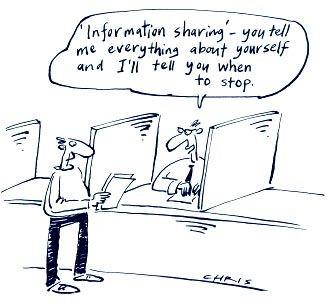 'Information sharing' - you tell
me everything about yourself
and I'll tell you when
to stop.
CHRIS